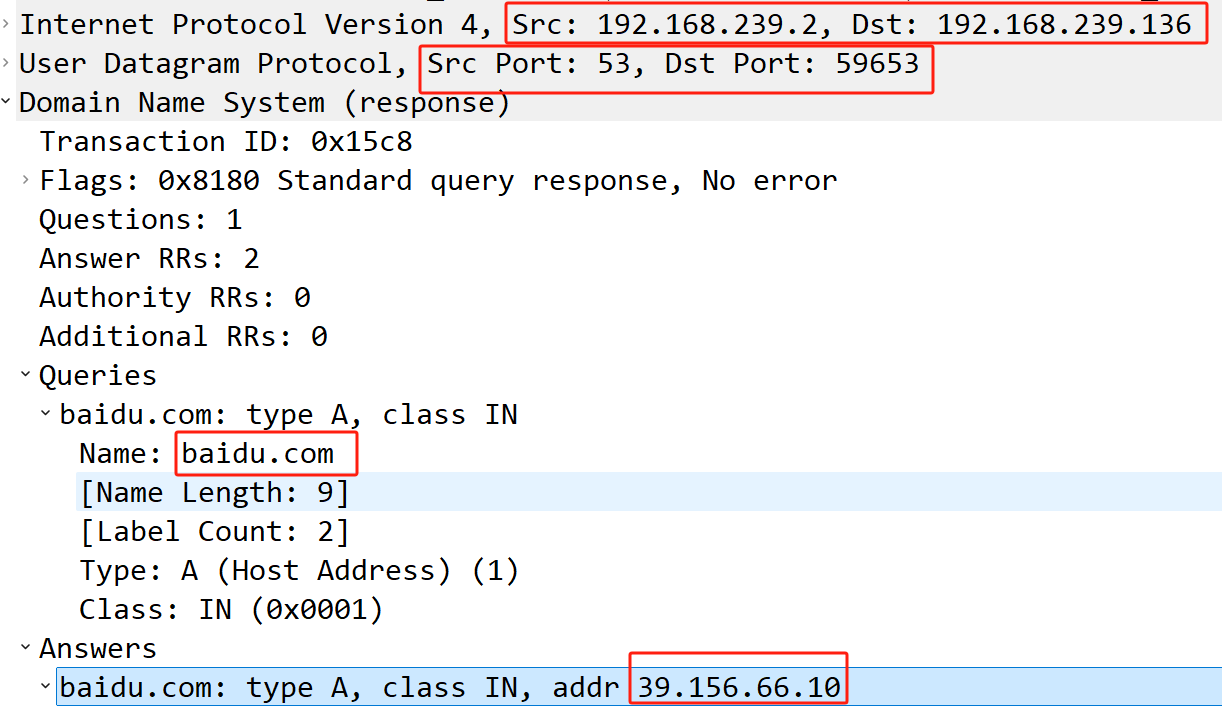 Internet Protocol Version 4, Src: 192.168.239.2, Dst: 192.168.239.136
User Datagram Protocol, Src Port: 53, Dst Port: 59653
Domain Name System (response)
Transaction ID: 0x15c8
Flags: 0x8180 Standard query response, No error
Questions: 1
Answer RRs: 2
Authority RRs: 0
Additional RRs: 0
Queries
baidu.com: type A, class IN
Name: baidu.com
[Name Length: 9]
[Label Count: 2]
Type: A (Host Address) (1)
Class: IN (0x0001)
Answers
baidu.com: type A, class IN, addr 39.156.66.10